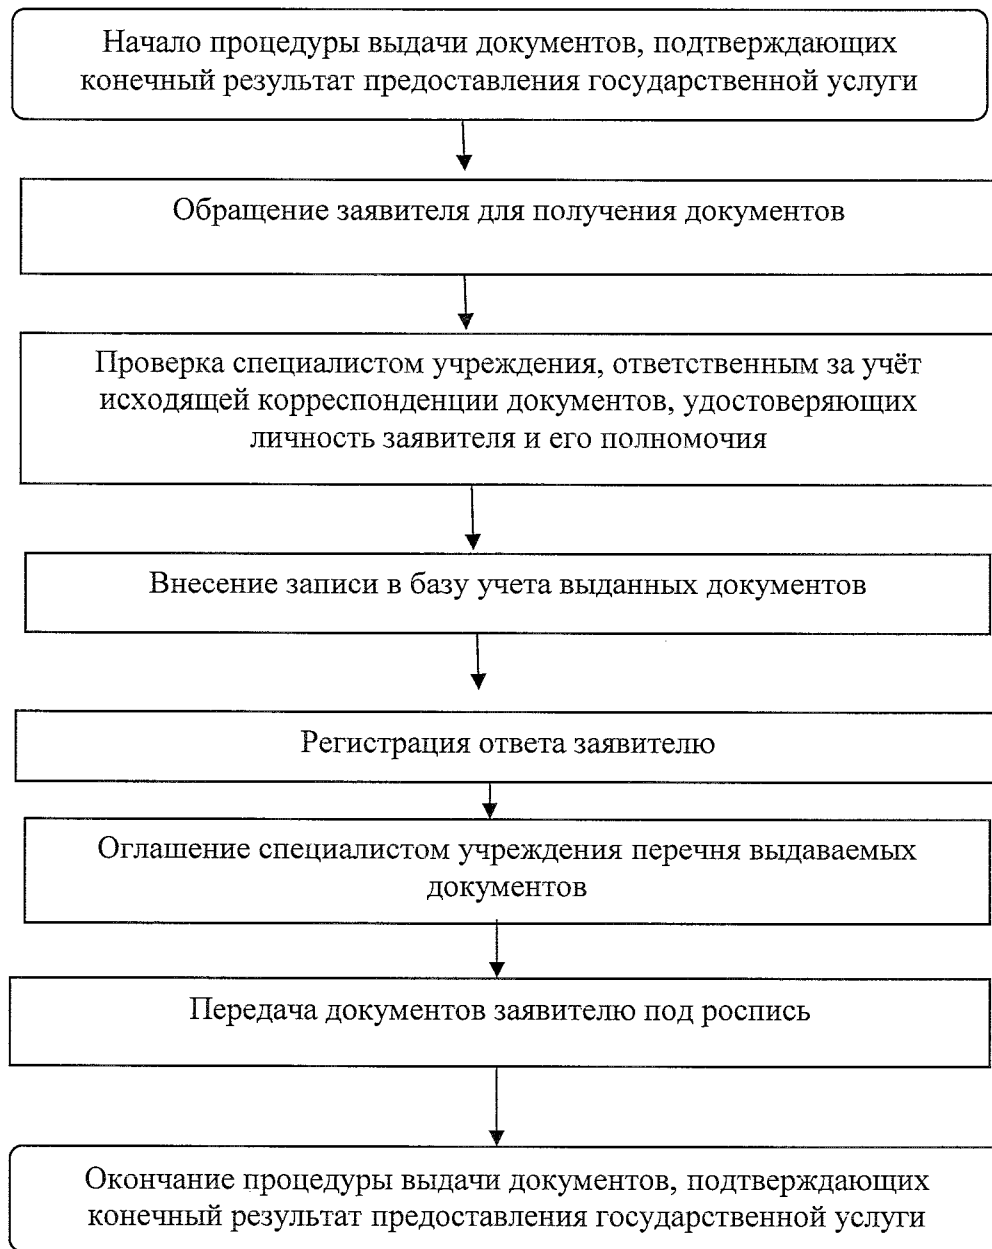 Начало процедуры выдачи документов, подтверждающих
конечный результат предоставления государственной услуги
Обращение заявителя для получения документов
Проверка специалистом учреждения, ответственным за учёт
исходящей корреспонденции документов, удостоверяющих
личность заявителя и его полномочия
Внесение записи в базу учета выданных документов
Регистрация ответа заявителю
Оглашение специалистом учреждения перечня выдаваемых
документов
Передача документов заявителю под роспись
Окончание процедуры выдачи документов, подтверждающих
конечный результат предоставления государственной услуги